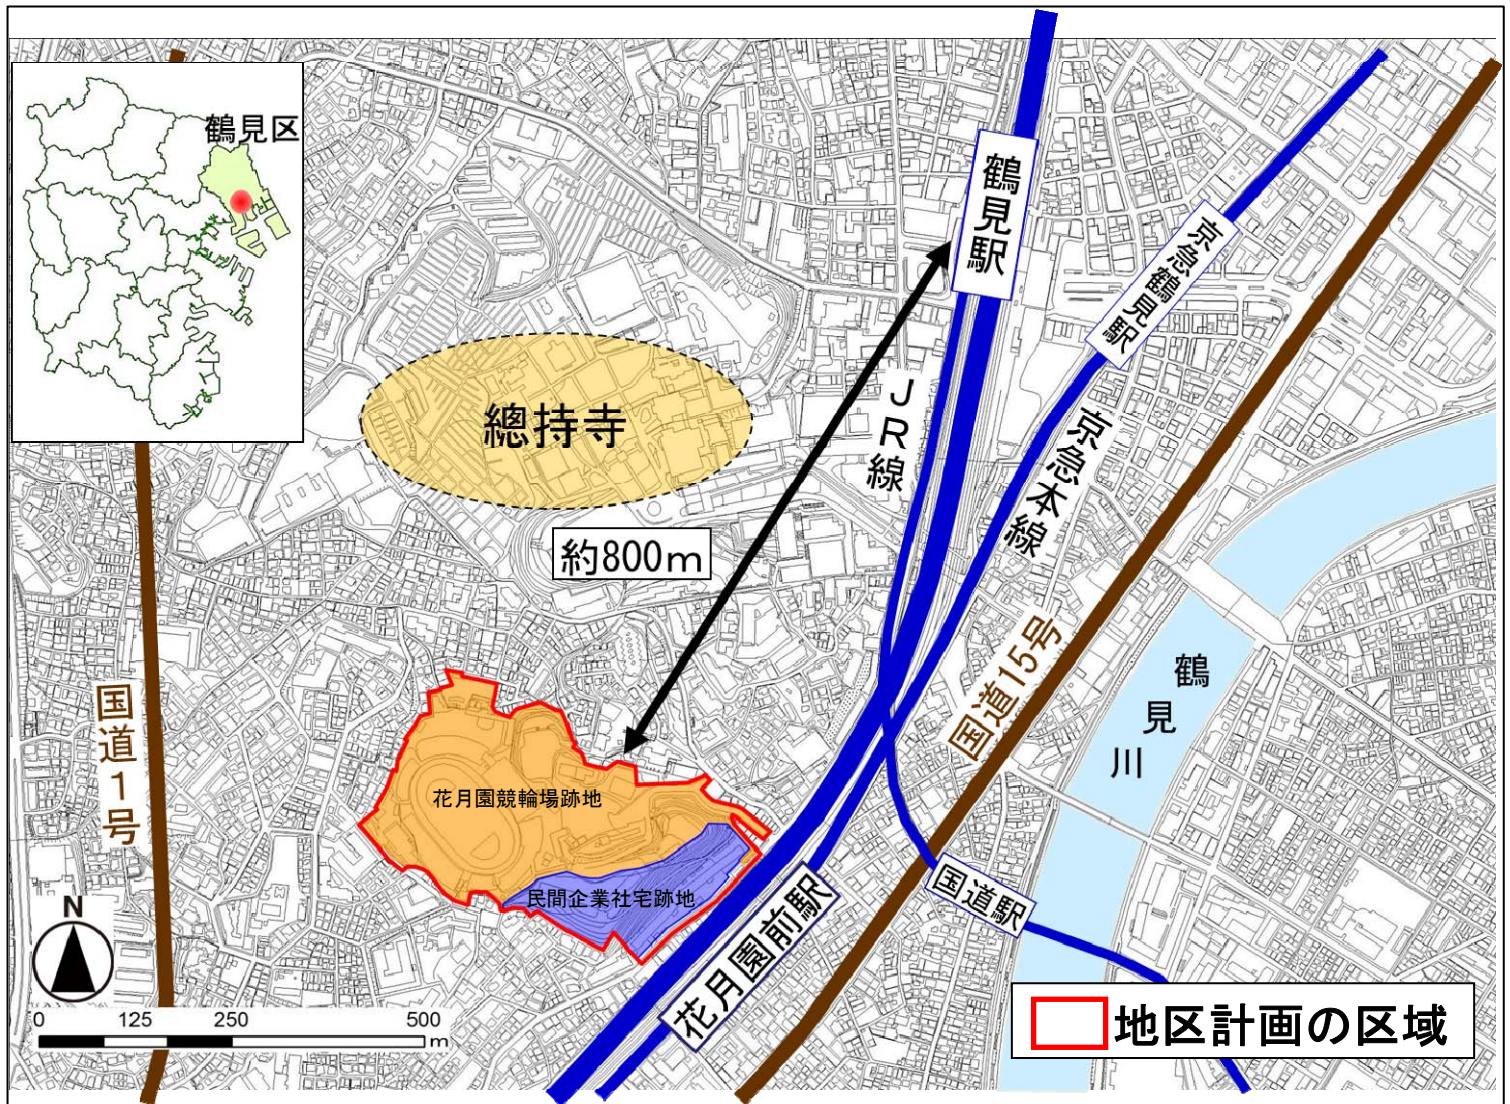 鶴見区
鶴見駅
京急鶴見駅
JR線
京急本線
總持寺
約800m
国道15号
鶴見川
国道1号
花月園競輪場跡地
民間企業社宅跡地
国道駅
花月園前駅
N
0 125 250 500
m
地区計画の区域